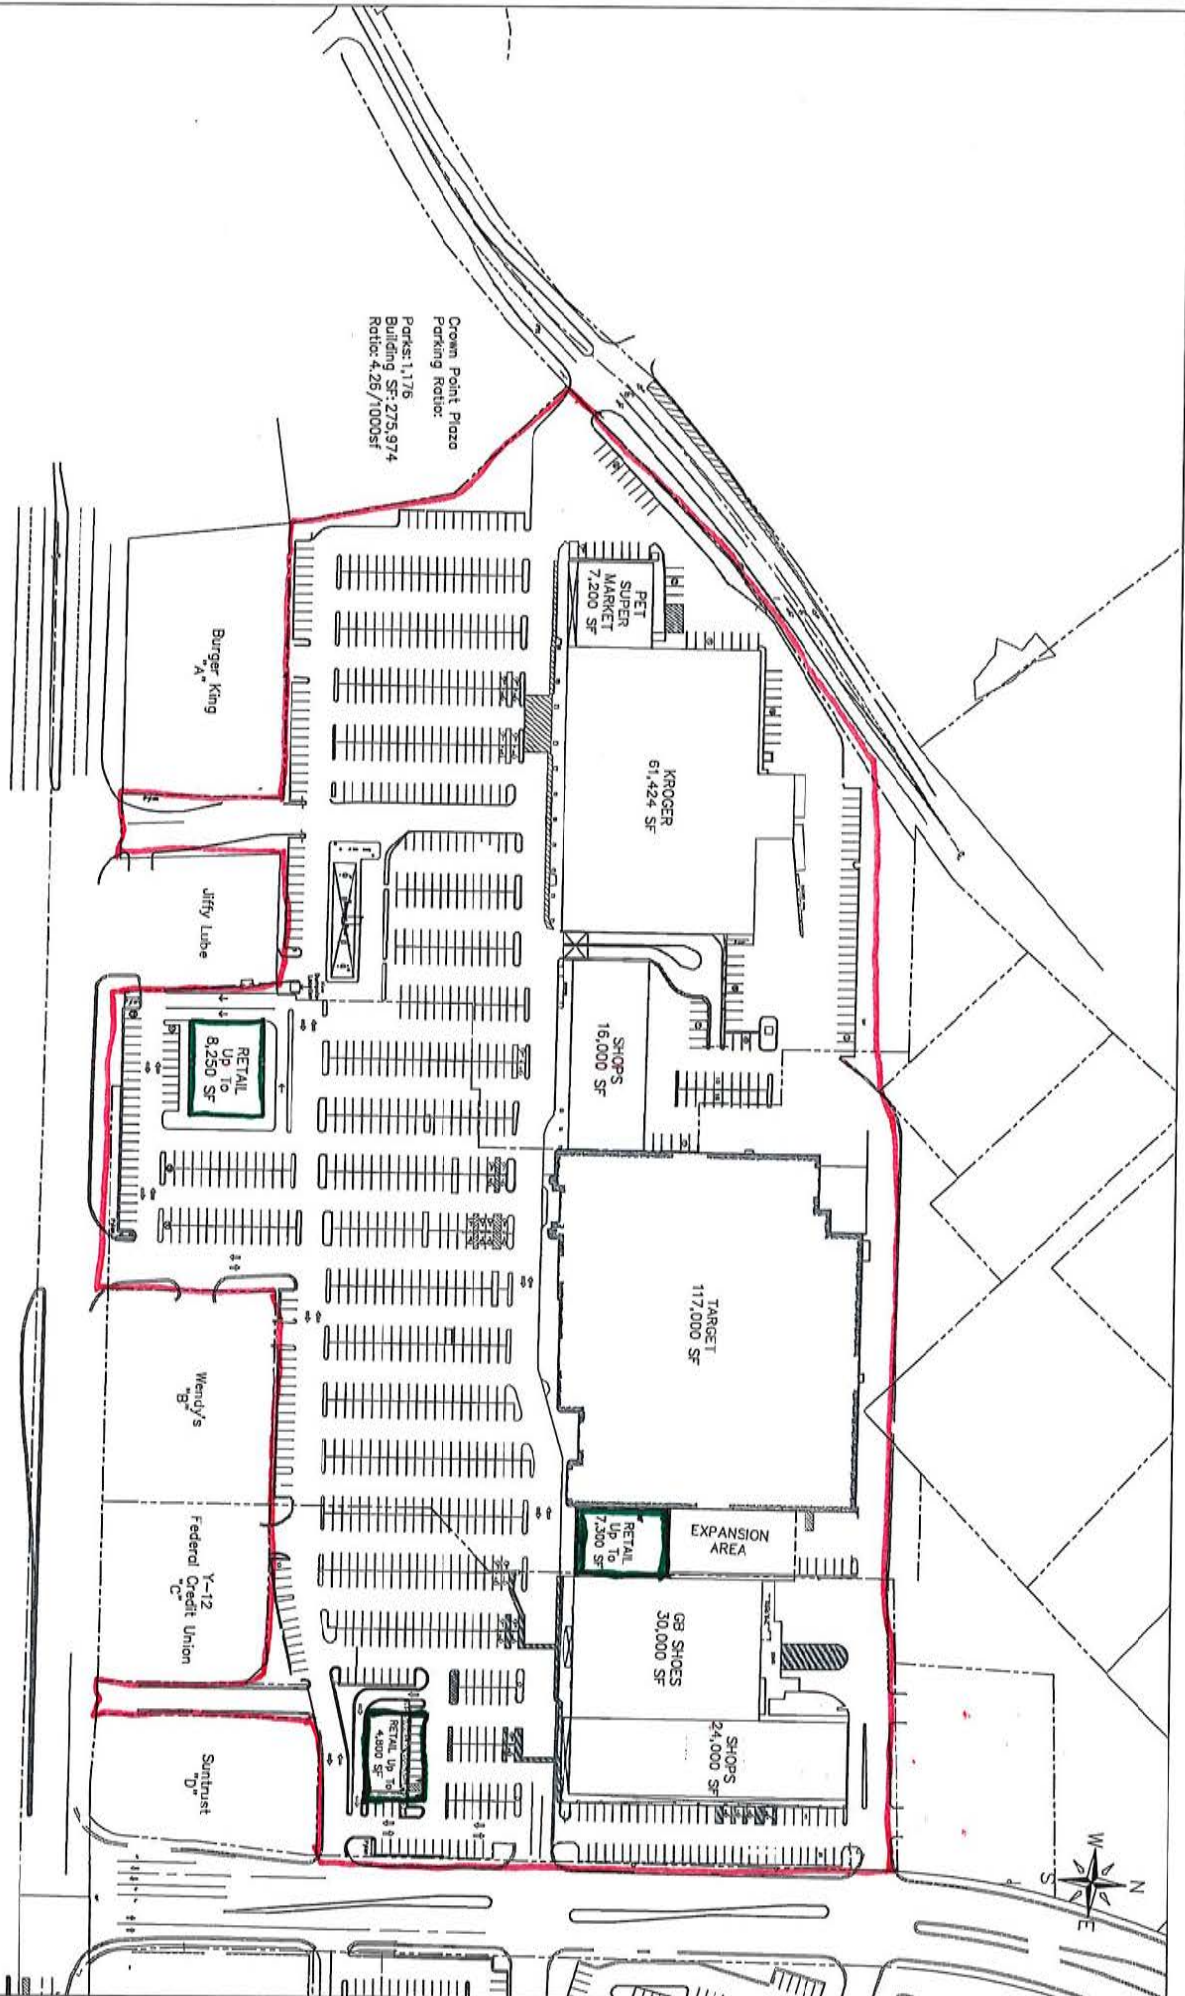 Crown Point Plaza
Parking Ratio:
Parks: 1,176
Building SF: 275,974
Ratio: 4.26/1000sf
PET
SUPER
MARKET
7,200 SF
KROGER
61,424 SF
SHOPS
16,000 SF
TARGET
117,000 SF
RETAIL
Up To
7,300 SF
EXPANSION
AREA
GB SHOES
30,000 SF
SHOPS
24,000 SF
Burger King
"A"
Jiffy Lube
RETAIL
Up To
8,250 SF
Wendy's
"B"
Y-12
Federal Credit Union
"C"
RETAIL Up To
4,800 SF
Suntrust
"D"
N
W
E
S